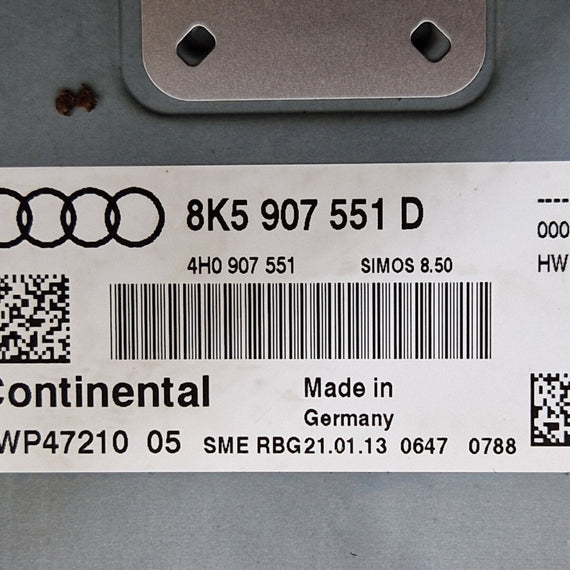 8K5 907 551 D
----
000
4H0 907 551 SIMOS 8.50
HW
Continental
Made in
Germany
WP47210 05 SME RBG21.01.13 0647 0788